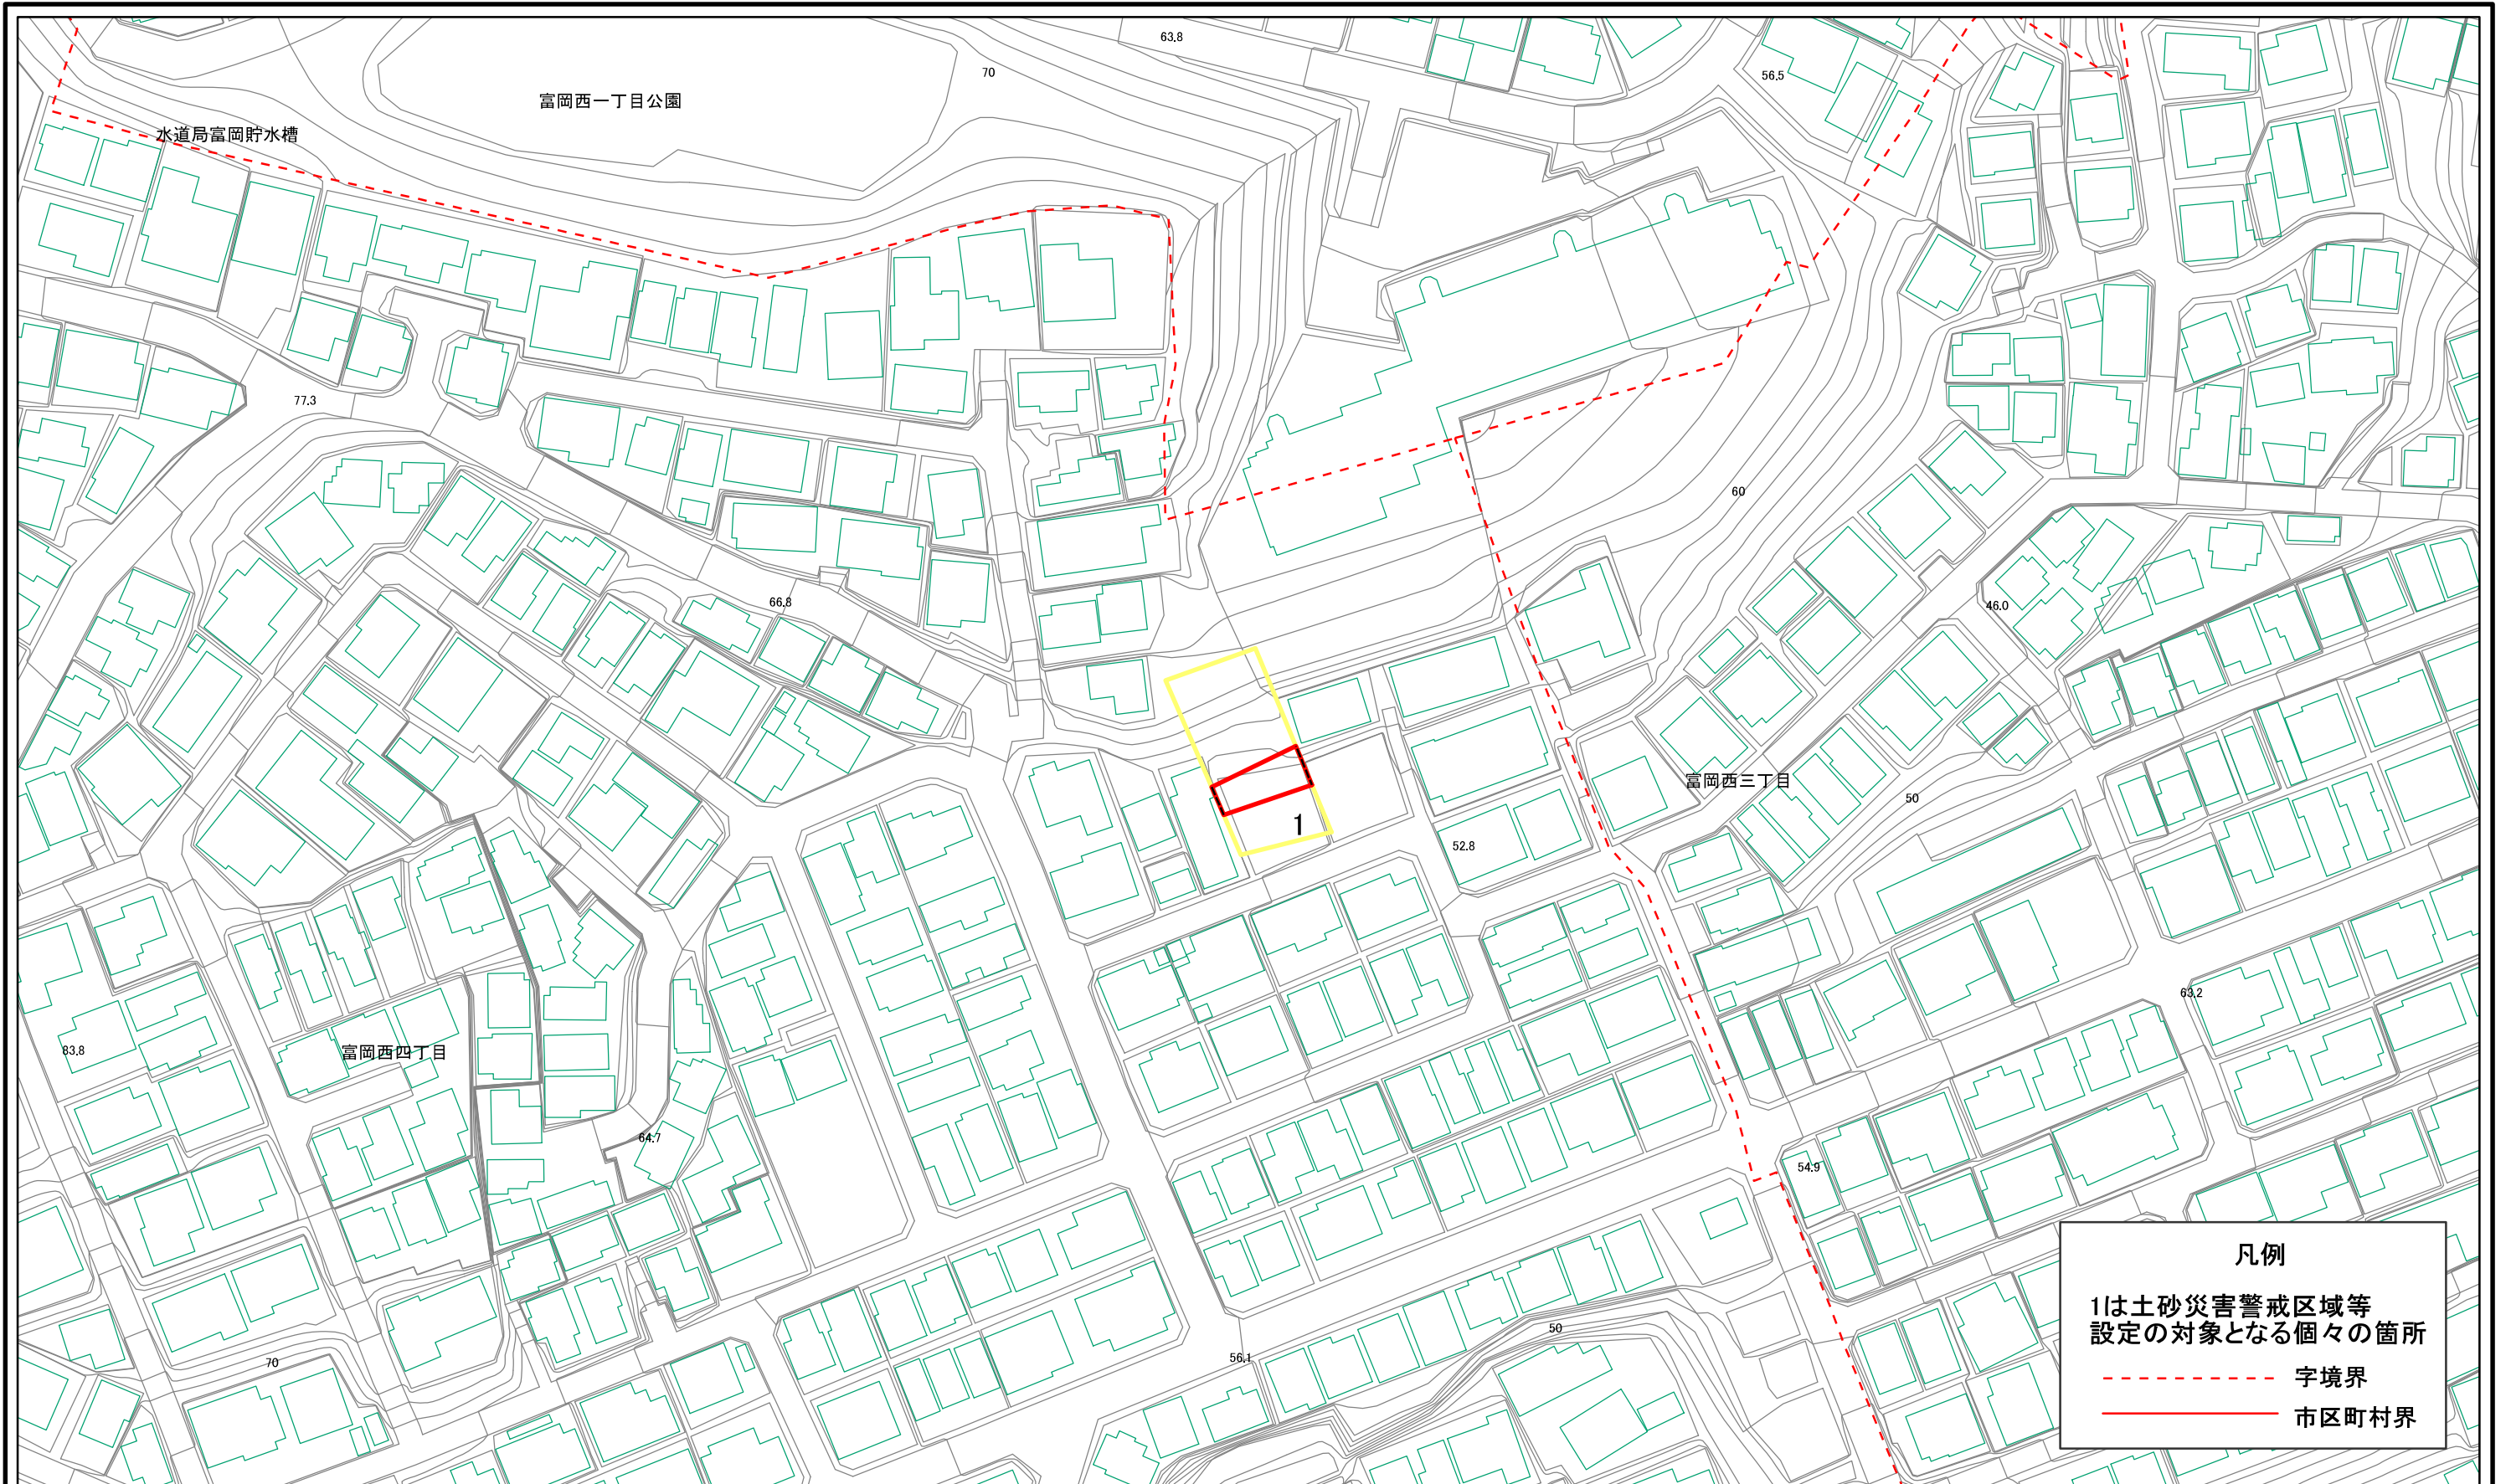 63.8
70
56.5
富岡西一丁目公園
水道局富岡貯水槽
77.3
60
66.8
46.0
富岡西三丁目
50
1
52.8
63.2
83.8
富岡西四丁目
64.7
54.9
50
56.1
70
凡例
1は土砂災害警戒区域等
設定の対象となる個々の箇所
字境界
市区町村界